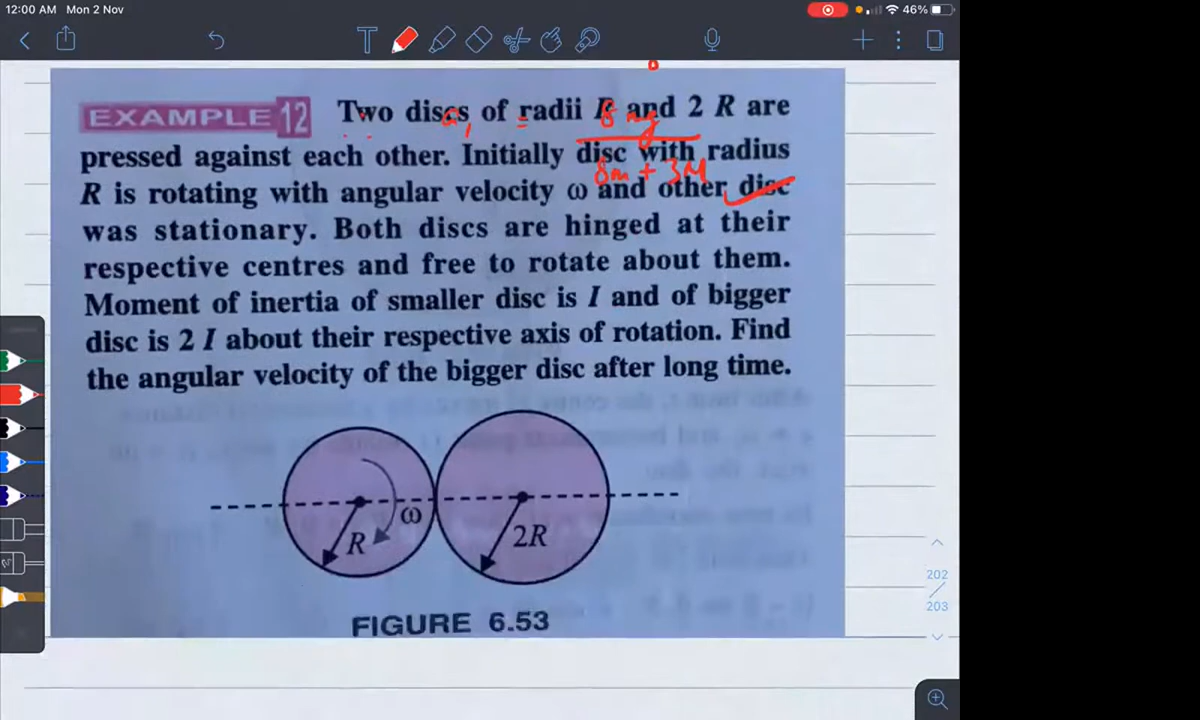 12:00 AM Mon 2 Nov
46%
T
EXAMPLE 12 Two discs of radii R and 2 R are
pressed against each other. Initially disc with radius
R is rotating with angular velocity ω and other disc
was stationary. Both discs are hinged at their
respective centres and free to rotate about them.
Moment of inertia of smaller disc is I and of bigger
disc is 2 I about their respective axis of rotation. Find
the angular velocity of the bigger disc after long time.
8 mg
8m + 3M
ω
R
2R
FIGURE 6.53
202
203